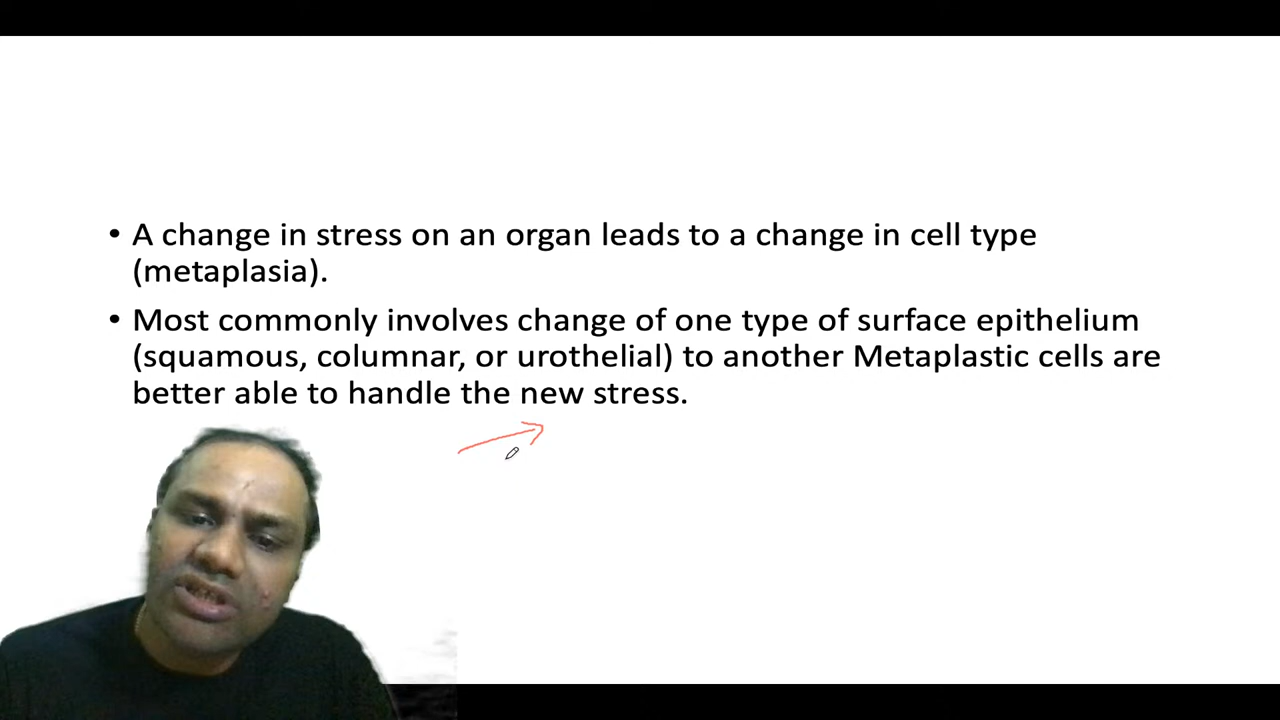 • A change in stress on an organ leads to a change in cell type
(metaplasia).
• Most commonly involves change of one type of surface epithelium
(squamous, columnar, or urothelial) to another Metaplastic cells are
better able to handle the new stress.